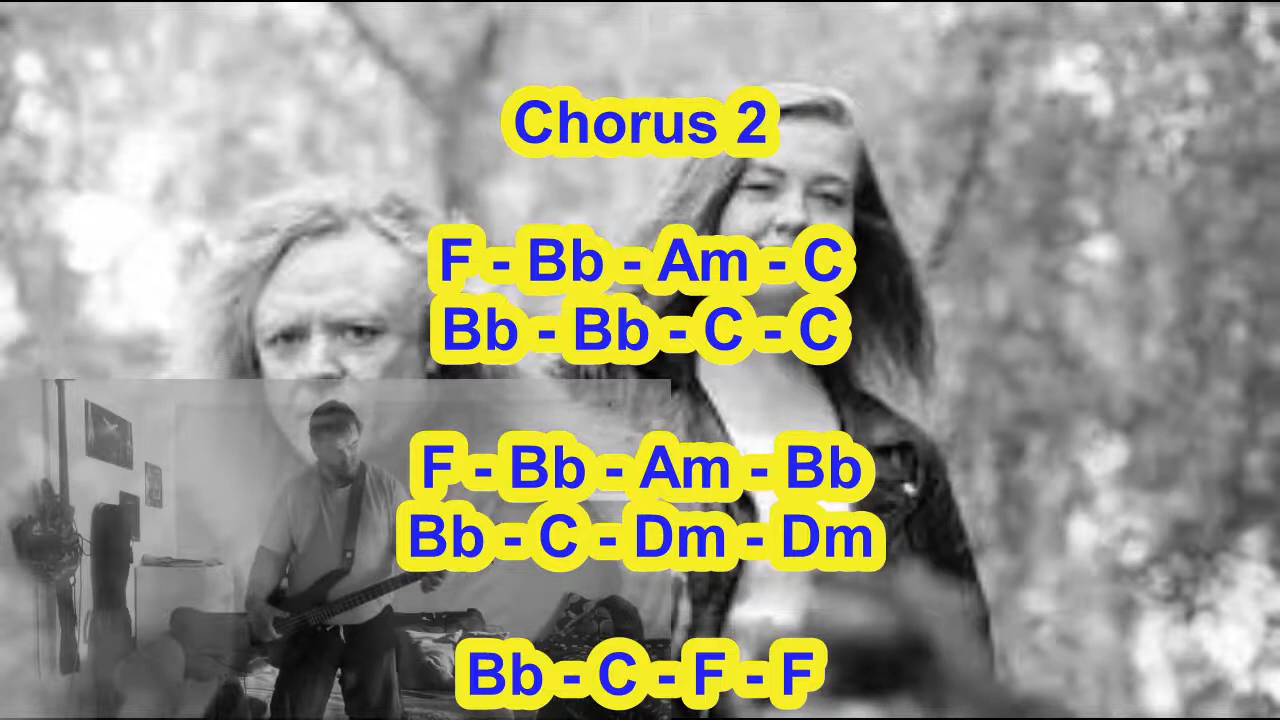 Chorus 2
F - Bb - Am - C
Bb - Bb - C - C
F - Bb - Am - Bb
Bb - C - Dm - Dm
Bb - C - F - F